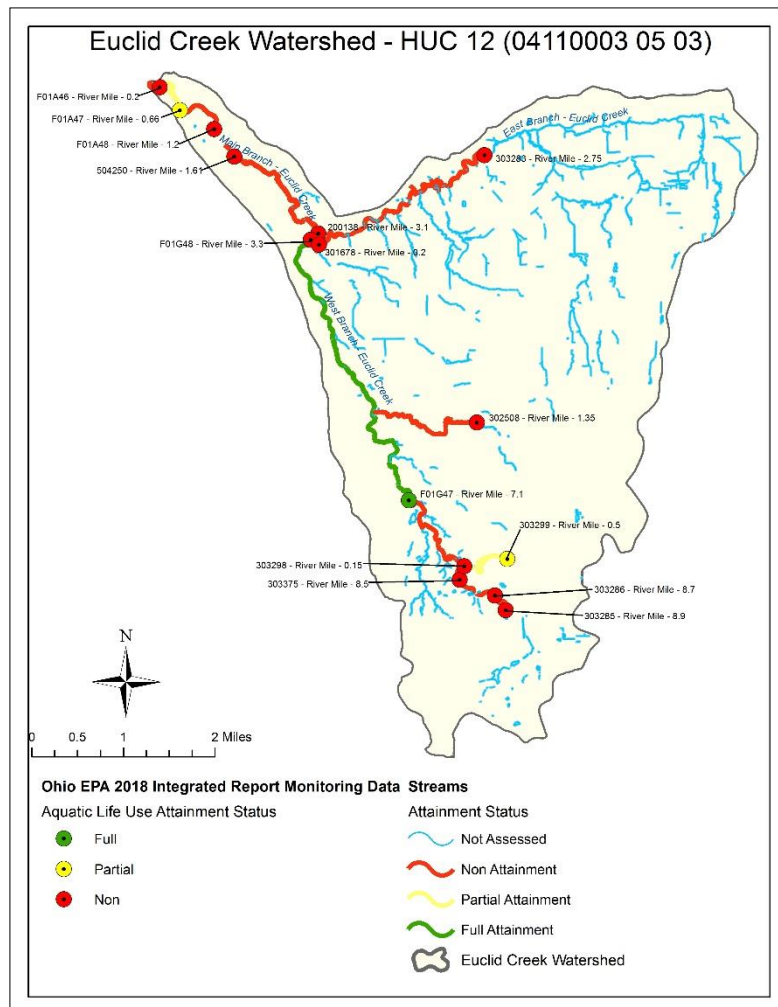 Euclid Creek Watershed - HUC 12 (04110003 05 03)
F01A46 - River Mile - 0.2
F01A47 - River Mile - 0.66
F01A48 - River Mile - 1.2
504250 - River Mile - 1.61
Main Branch - Euclid Creek
East Branch - Euclid Creek
303283 - River Mile - 2.75
200138 - River Mile - 3.1
F01G48 - River Mile - 3.3
301678 - River Mile - 0.2
West Branch - Euclid Creek
302508 - River Mile - 1.35
F01G47 - River Mile - 7.1
303299 - River Mile - 0.5
303298 - River Mile - 0.15
303375 - River Mile - 8.5
303286 - River Mile - 8.7
303285 - River Mile - 8.9
N
0 0.5 1 2 Miles
Ohio EPA 2018 Integrated Report Monitoring Data
Aquatic Life Use Attainment Status
Full
Partial
Non
Streams
Attainment Status
Not Assessed
Non Attainment
Partial Attainment
Full Attainment
Euclid Creek Watershed